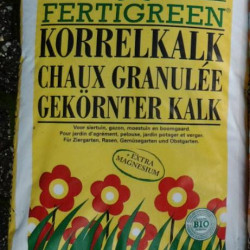 FERTIGREEN
KORRELKALK
CHAUX GRANULÉE
GEKÖRNTER KALK
Voor siertuin, gazon, moestuin en boomgaard.
Pour jardin d'agrément, pelouse, jardin potager et verger.
Für Ziergarten, Rasen, Gemüsegarten und Obstgarten.
+ EXTRA
MAGNESIUM
BIO